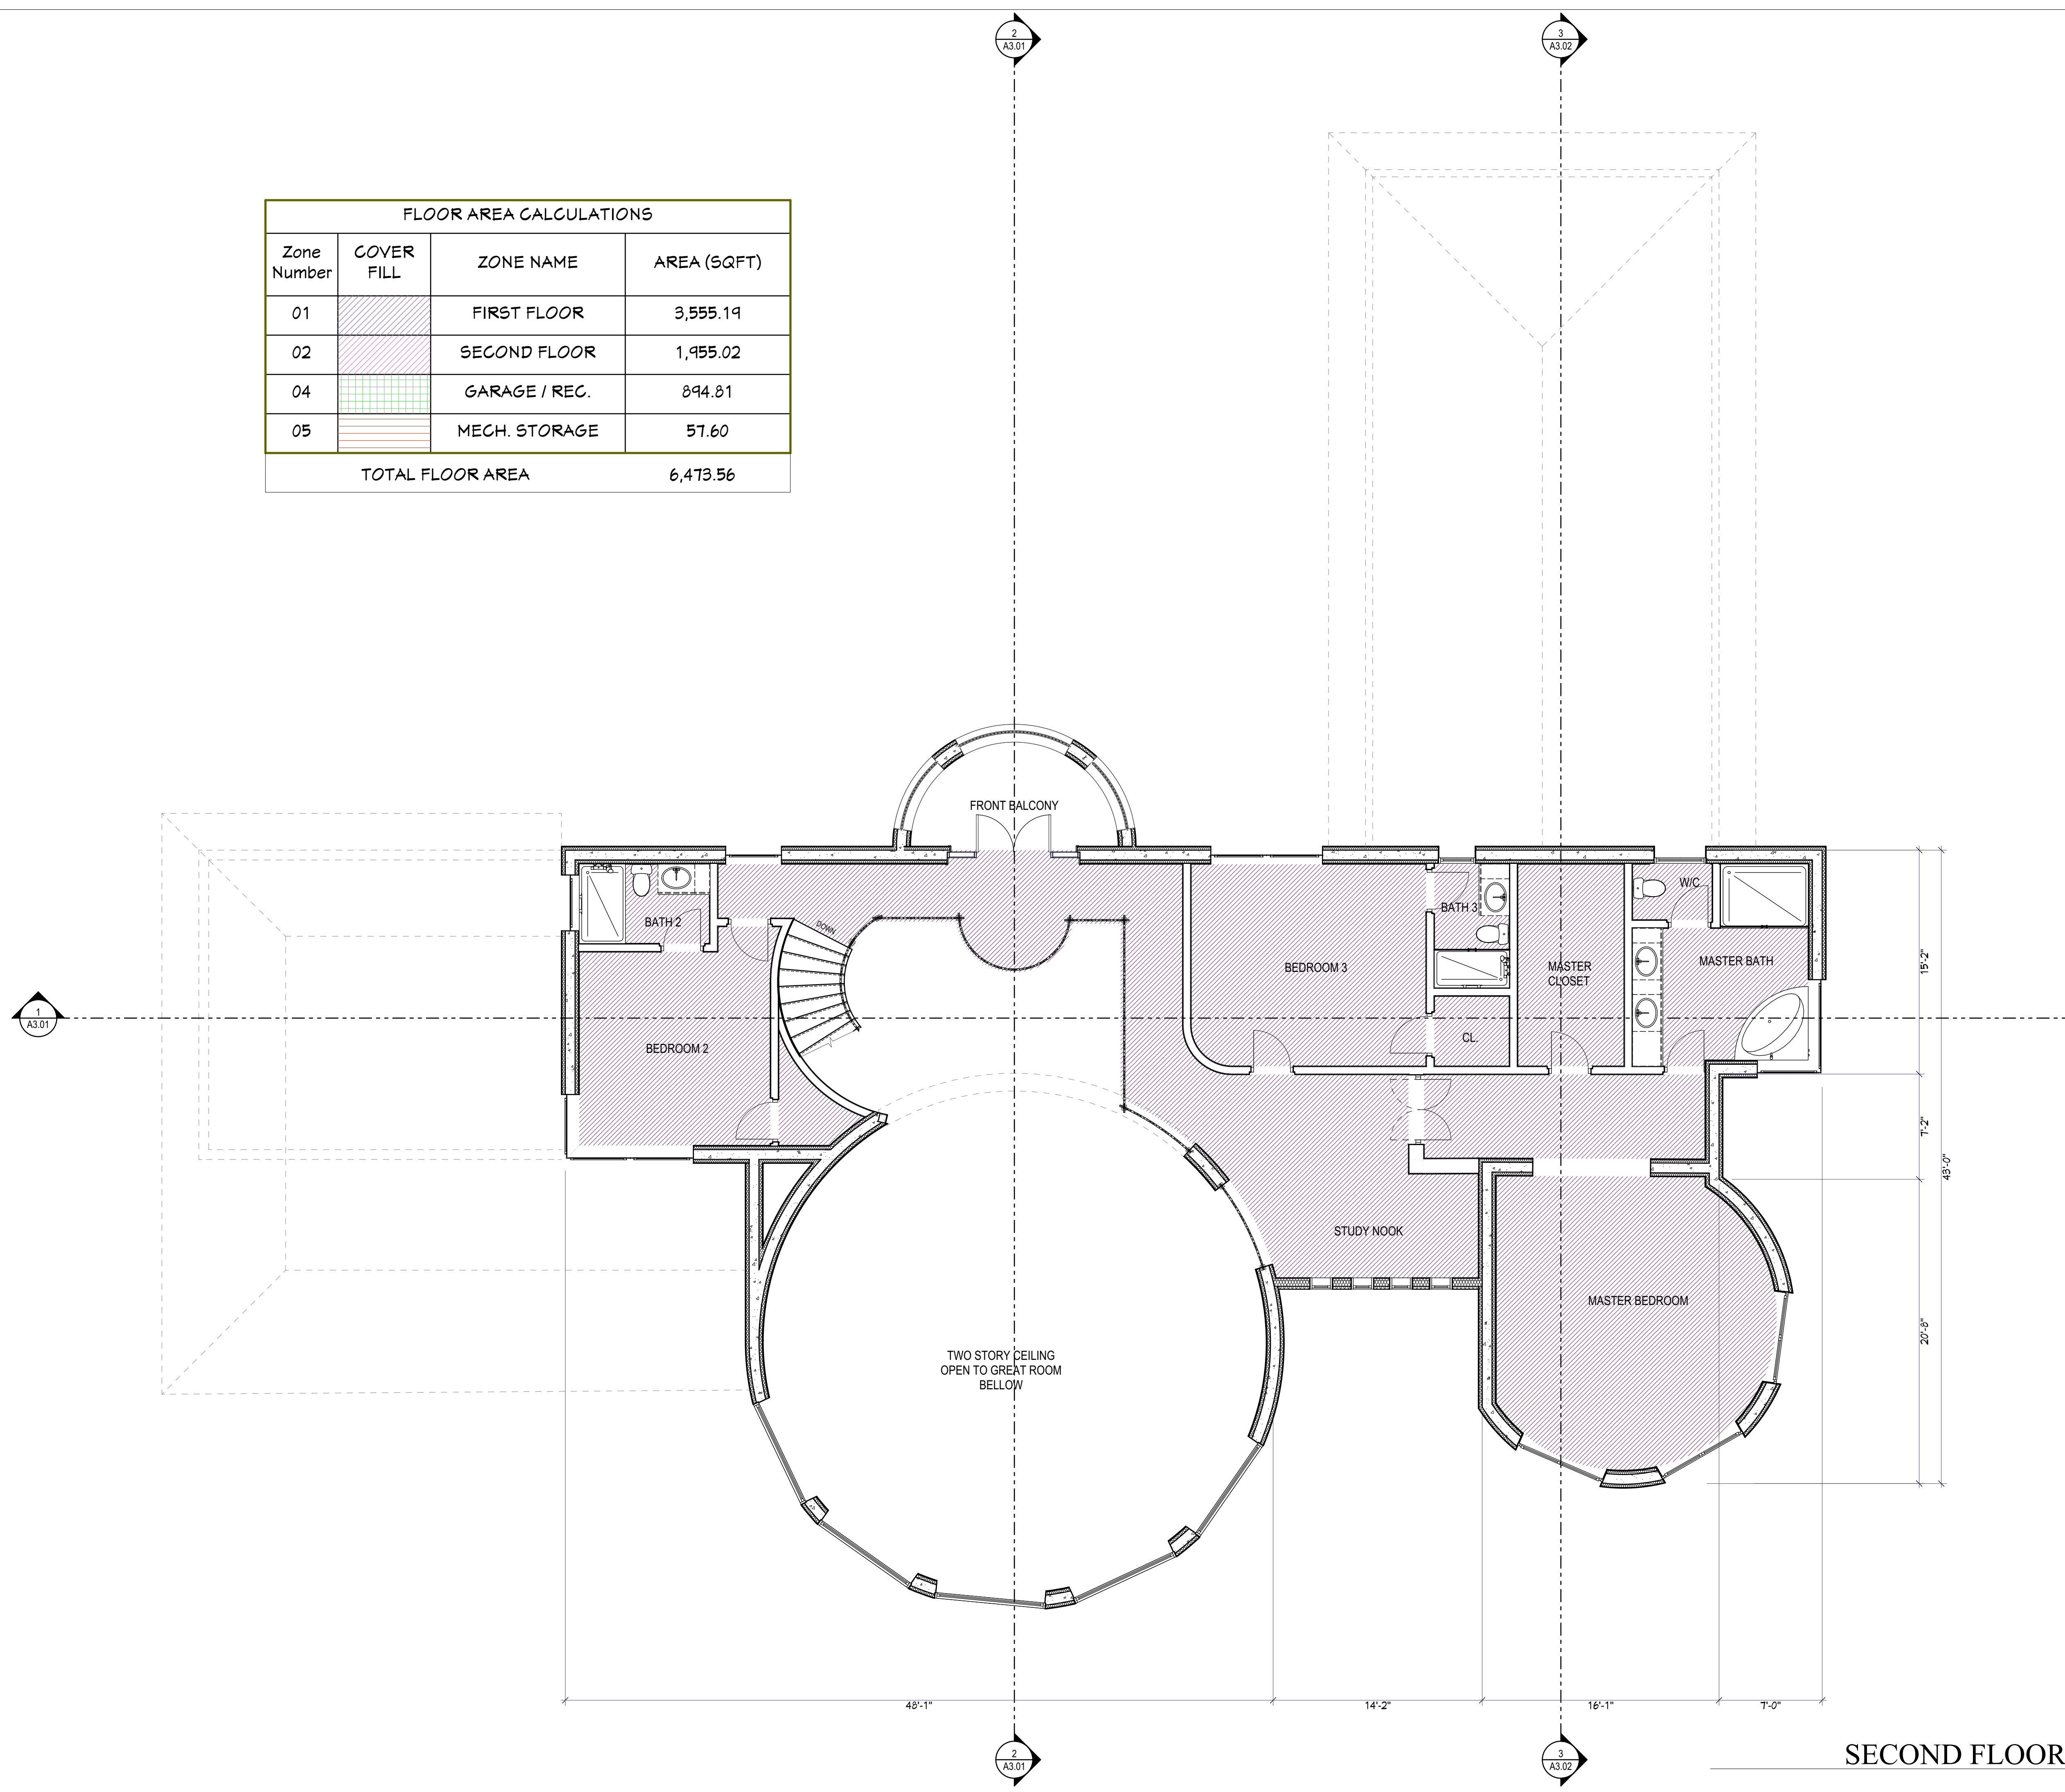 2
A3.01
3
A3.02
FLOOR AREA CALCULATIONS
Zone Number
COVER FILL
ZONE NAME
AREA (SQFT)
01
FIRST FLOOR
3,555.19
02
SECOND FLOOR
1,955.02
04
GARAGE / REC.
894.81
05
MECH. STORAGE
57.60
TOTAL FLOOR AREA
6,473.56
FRONT BALCONY
W/C
BATH 2
DOWN
BATH 3
BEDROOM 3
MASTER
CLOSET
MASTER BATH
15'-2"
1
A3.01
BEDROOM 2
CL.
7'-2"
43'-0"
STUDY NOOK
MASTER BEDROOM
20'-8"
TWO STORY CEILING
OPEN TO GREAT ROOM
BELLOW
48'-1"
14'-2"
16'-1"
7'-0"
2
A3.01
3
A3.02
SECOND FLOOR